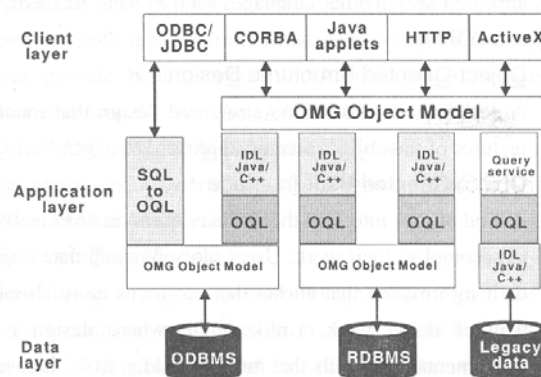 Client
layer
ODBC/
JDBC
CORBA
Java
applets
HTTP
ActiveX
OMG Object Model
Application
layer
SQL
OQL
IDL
Java/
C++
OQL
IDL
Java/
C++
OQL
IDL
Java/
C++
OQL
Query
service
OQL
IDL
Java/
C++
OMG Object Model
OMG Object Model
Data
layer
ODBMS
RDBMS
Legacy
data